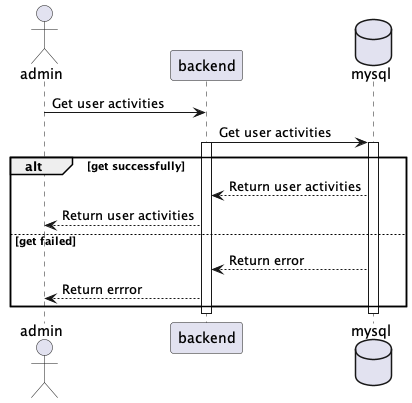 admin
backend
mysql
Get user activities
Get user activities
alt [get successfully]
Return user activities
Return user activities
[get failed]
Return error
Return errror
admin
backend
mysql